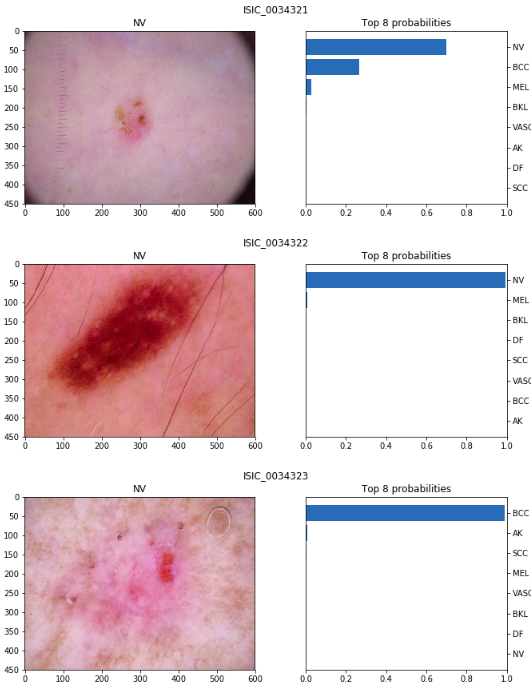 ISIC_0034321
NV
Top 8 probabilities
0
50
100
150
200
250
300
350
400
450
0 100 200 300 400 500 600
NV
BCC
MEL
BKL
VASC
AK
DF
SCC
0.0 0.2 0.4 0.6 0.8 1.0
ISIC_0034322
NV
Top 8 probabilities
0
50
100
150
200
250
300
350
400
450
0 100 200 300 400 500 600
NV
MEL
BKL
DF
SCC
VASC
BCC
AK
0.0 0.2 0.4 0.6 0.8 1.0
ISIC_0034323
NV
Top 8 probabilities
0
50
100
150
200
250
300
350
400
450
0 100 200 300 400 500 600
BCC
AK
SCC
MEL
VASC
BKL
DF
NV
0.0 0.2 0.4 0.6 0.8 1.0